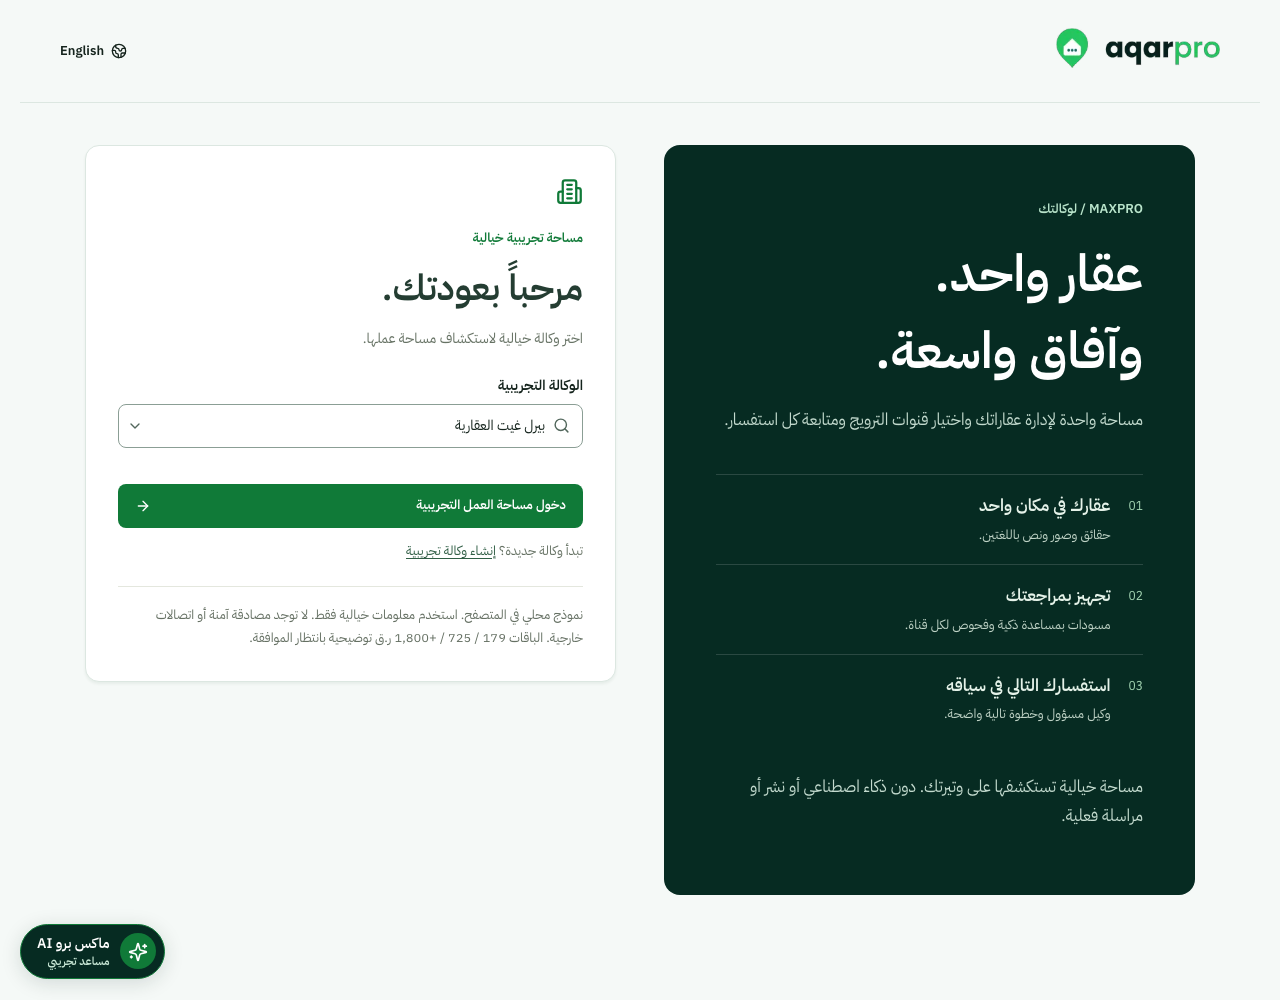 aqarpro
English
MAXPRO / لوكالتك
عقار واحد.
وآفاق واسعة.
مساحة واحدة لإدارة عقاراتك واختيار قنوات الترويج ومتابعة كل استفسار.
01
عقارك في مكان واحد
حقائق وصور ونص باللغتين.
02
تجهيز بمراجعتك
مسودات بمساعدة ذكية وفحوص لكل قناة.
03
استفسارك التالي في سياقه
وكيل مسؤول وخطوة تالية واضحة.
مساحة خيالية تستكشفها على وتيرتك. دون ذكاء اصطناعي أو نشر أو
مراسلة فعلية.
مساحة تجريبية خيالية
مرحباً بعودتك.
اختر وكالة خيالية لاستكشاف مساحة عملها.
الوكالة التجريبية
بيرل غيت العقارية
دخول مساحة العمل التجريبية
تبدأ وكالة جديدة؟ إنشاء وكالة تجريبية
نموذج محلي في المتصفح. استخدم معلومات خيالية فقط. لا توجد مصادقة آمنة أو اتصالات
خارجية. الباقات 179 / 725 / +1,800 ر.ق توضيحية بانتظار الموافقة.
ماكس برو AI
مساعد تجريبي